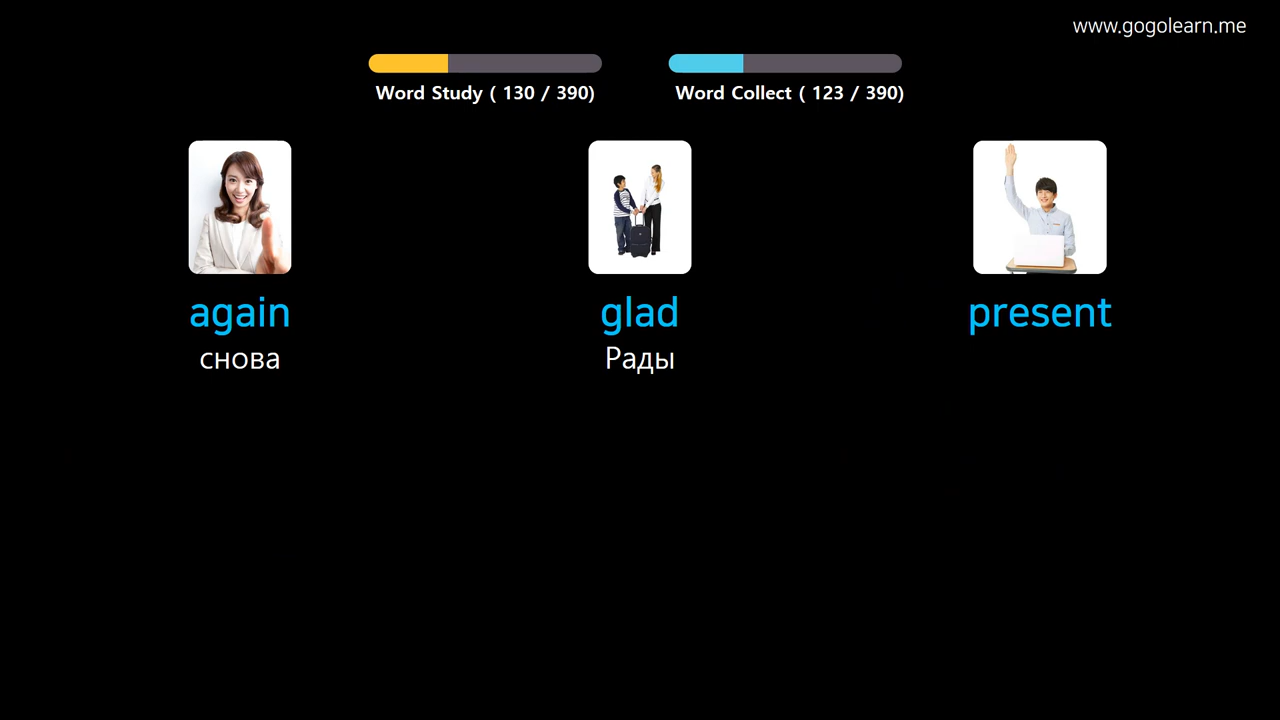 www.gogolearn.me
Word Study ( 130 / 390)
Word Collect ( 123 / 390)
again
glad
present
снова
Рады